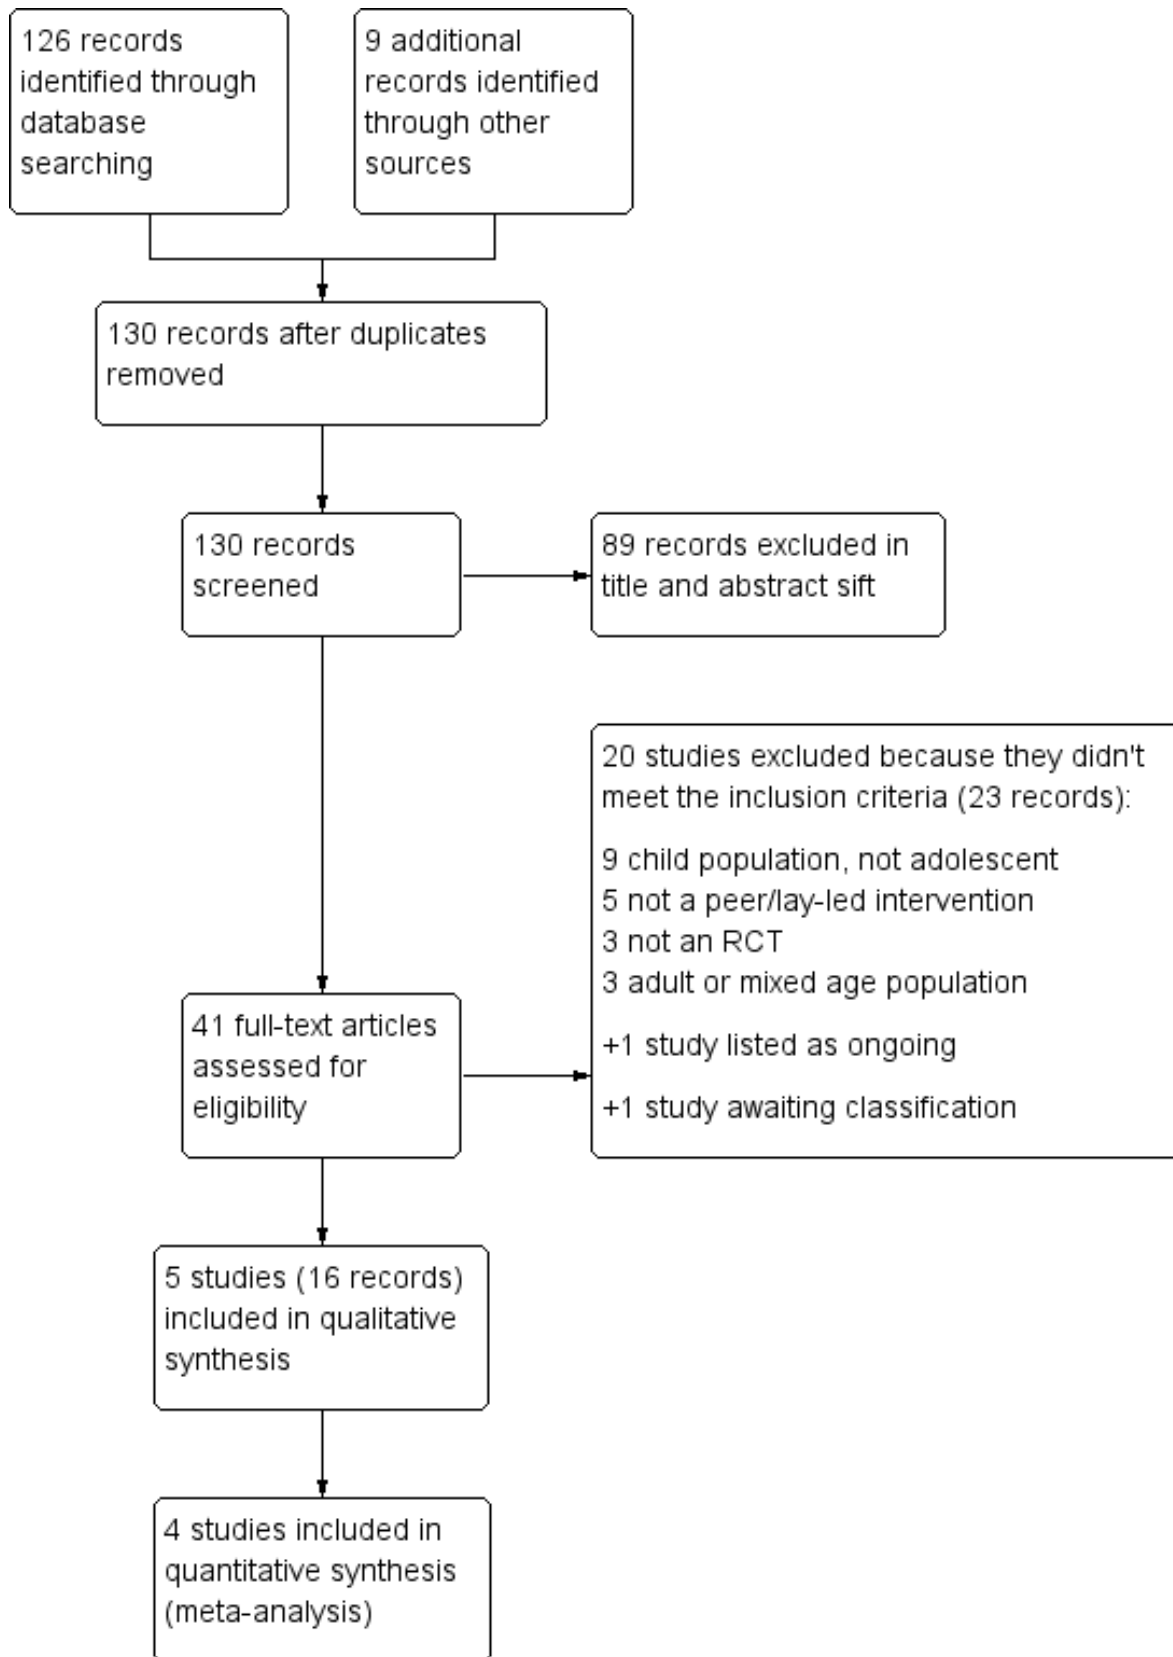 126 records
identified through
database
searching
9 additional
records identified
through other
sources
130 records after duplicates
removed
130 records
screened
89 records excluded in
title and abstract sift
41 full-text articles
assessed for
eligibility
20 studies excluded because they didn't
meet the inclusion criteria (23 records):
9 child population, not adolescent
5 not a peer/lay-led intervention
3 not an RCT
3 adult or mixed age population
+1 study listed as ongoing
+1 study awaiting classification
5 studies (16 records)
included in qualitative
synthesis
4 studies included in
quantitative synthesis
(meta-analysis)